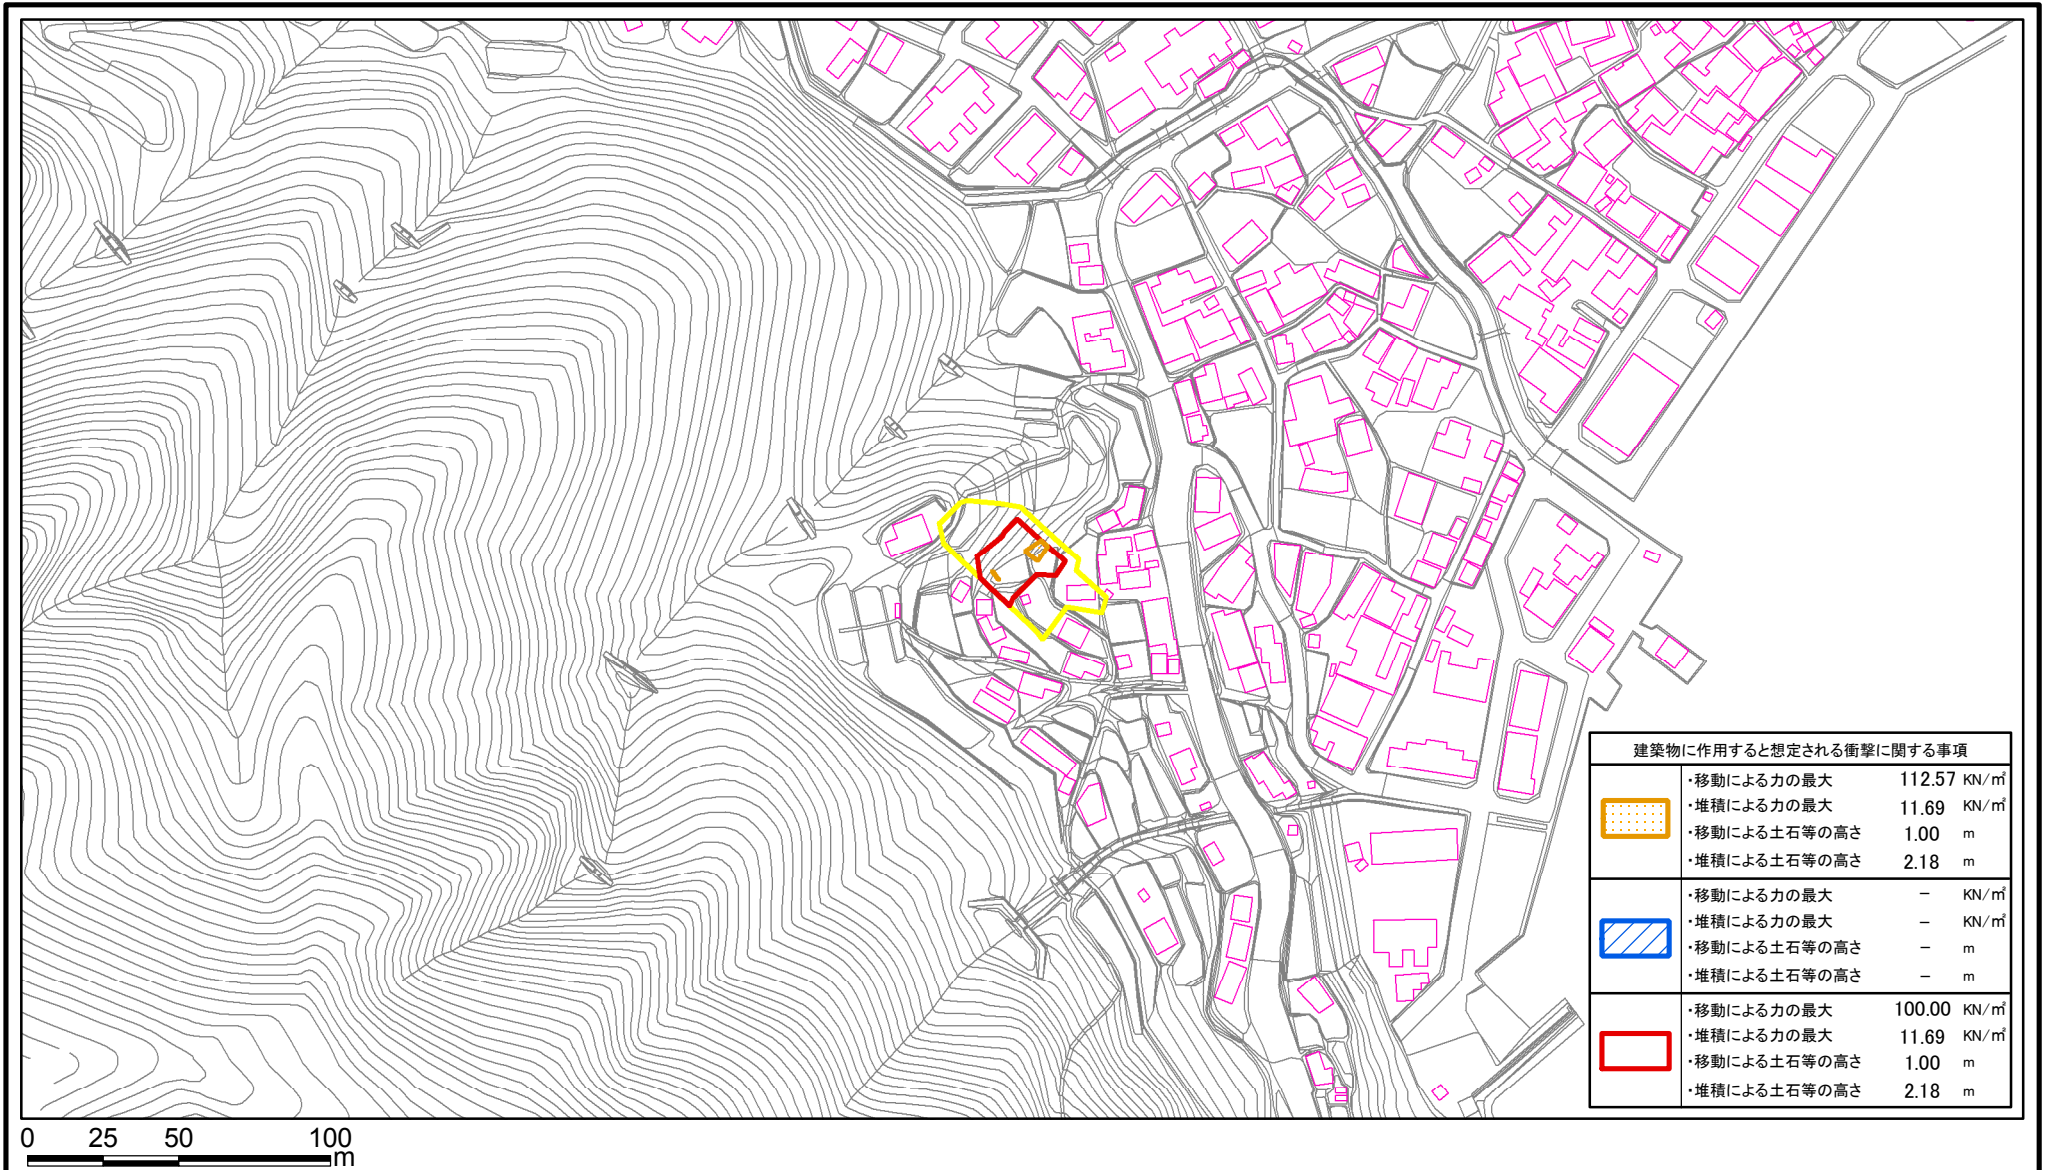 建築物に作用すると想定される衝撃に関する事項
・移動による力の最大 112.57 KN/㎡
・堆積による力の最大 11.69 KN/㎡
・移動による土石等の高さ 1.00 m
・堆積による土石等の高さ 2.18 m
・移動による力の最大 － KN/㎡
・堆積による力の最大 － KN/㎡
・移動による土石等の高さ － m
・堆積による土石等の高さ － m
・移動による力の最大 100.00 KN/㎡
・堆積による力の最大 11.69 KN/㎡
・移動による土石等の高さ 1.00 m
・堆積による土石等の高さ 2.18 m
0 25 50 100
m